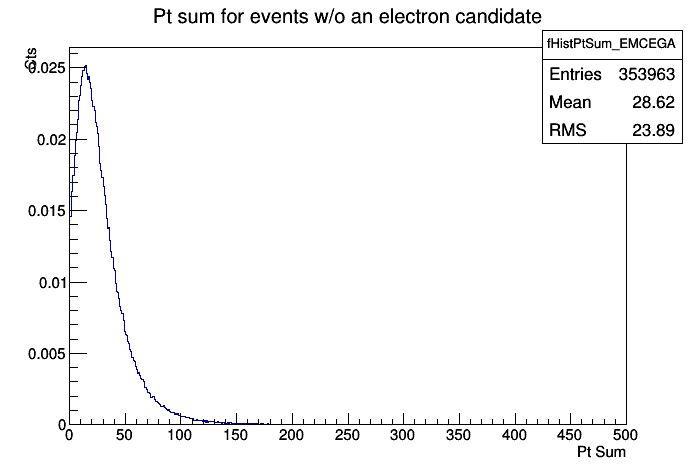 Pt sum for events w/o an electron candidate
fHistPtSum_EMCEGA
Entries 353963
Mean 28.62
RMS 23.89
Cts
0.025
0.02
0.015
0.01
0.005
0
0 50 100 150 200 250 300 350 400 450 500
Pt Sum